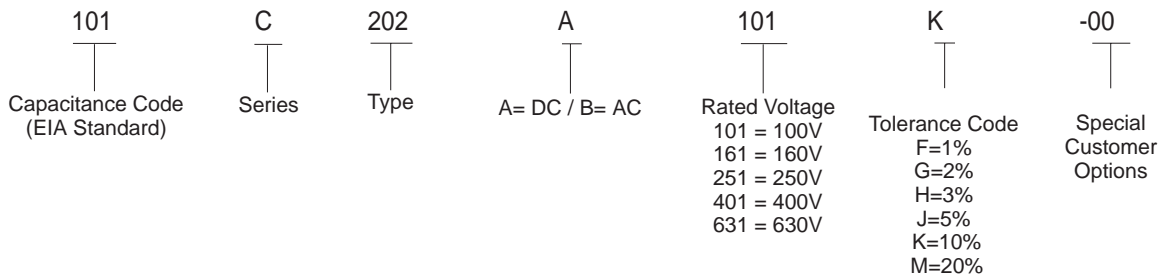 101 C 202 A 101 K -00
Capacitance Code
(EIA Standard)
Series
Type
A= DC / B= AC
Rated Voltage
101 = 100V
161 = 160V
251 = 250V
401 = 400V
631 = 630V
Tolerance Code
F=1%
G=2%
H=3%
J=5%
K=10%
M=20%
Special
Customer
Options